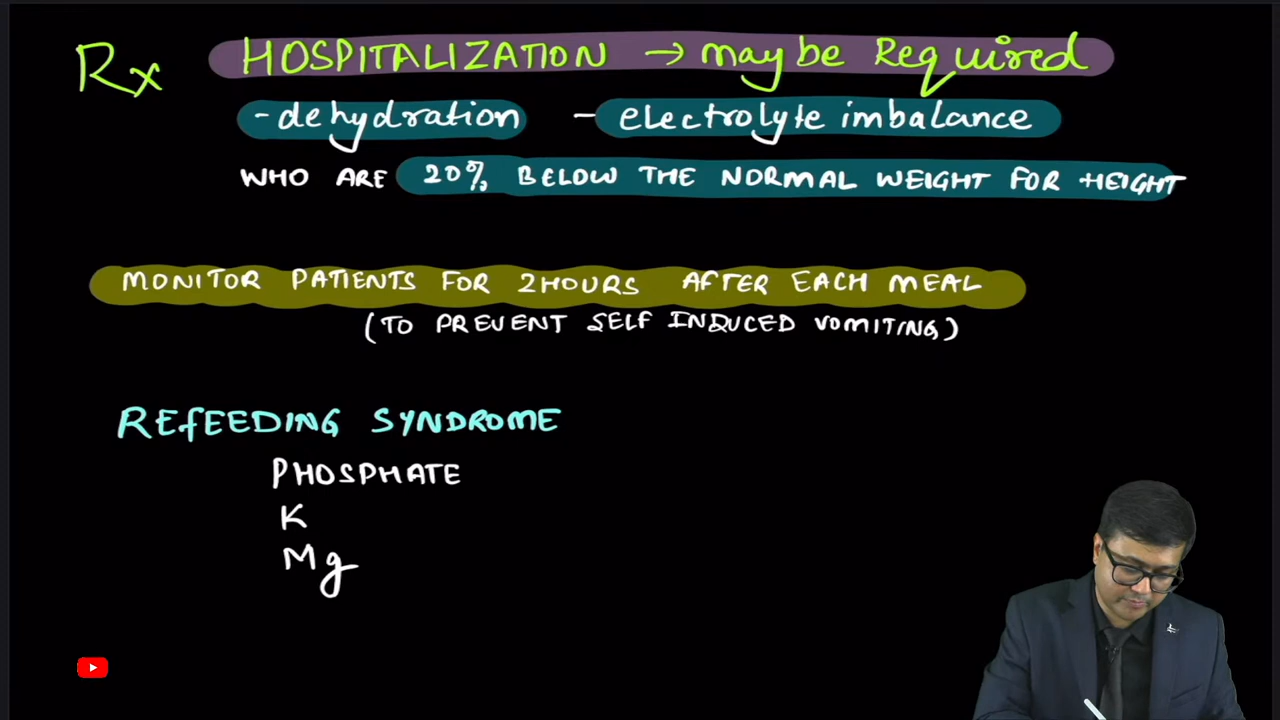 Rx HOSPITALIZATION → may be Required
- dehydration - electrolyte imbalance
WHO ARE 20% BELOW THE NORMAL WEIGHT FOR HEIGHT
MONITOR PATIENTS FOR 2HOURS AFTER EACH MEAL
(TO PREVENT SELF INDUCED VOMITING)
REFEEDING SYNDROME
PHOSPHATE
K
Mg